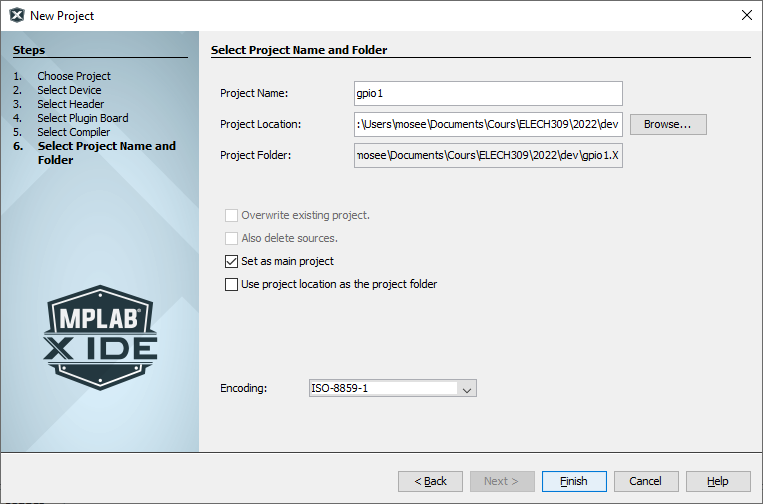 New Project
Steps
1. Choose Project
2. Select Device
3. Select Header
4. Select Plugin Board
5. Select Compiler
6. Select Project Name and
Folder
MPLAB®
X IDE
Select Project Name and Folder
Project Name: gpio1
Project Location: :\Users\mosee\Documents\Cours\ELECH309\2022\dev Browse...
Project Folder: mosee\Documents\Cours\ELECH309\2022\dev\gpio1.X
Overwrite existing project.
Also delete sources.
Set as main project
Use project location as the project folder
Encoding: ISO-8859-1
< Back Next > Finish Cancel Help